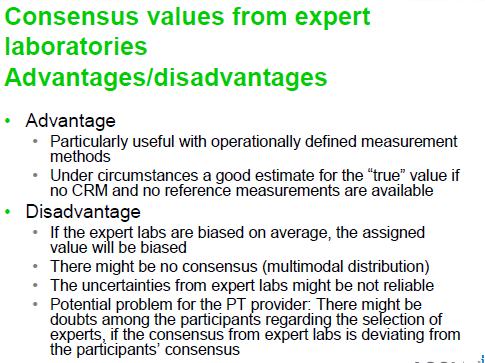 Consensus values from expert
laboratories
Advantages/disadvantages
• Advantage
• Particularly useful with operationally defined measurement
methods
• Under circumstances a good estimate for the “true” value if
no CRM and no reference measurements are available
• Disadvantage
• If the expert labs are biased on average, the assigned
value will be biased
• There might be no consensus (multimodal distribution)
• The uncertainties from expert labs might be not reliable
• Potential problem for the PT provider: There might be
doubts among the participants regarding the selection of
experts, if the consensus from expert labs is deviating from
the participants’ consensus